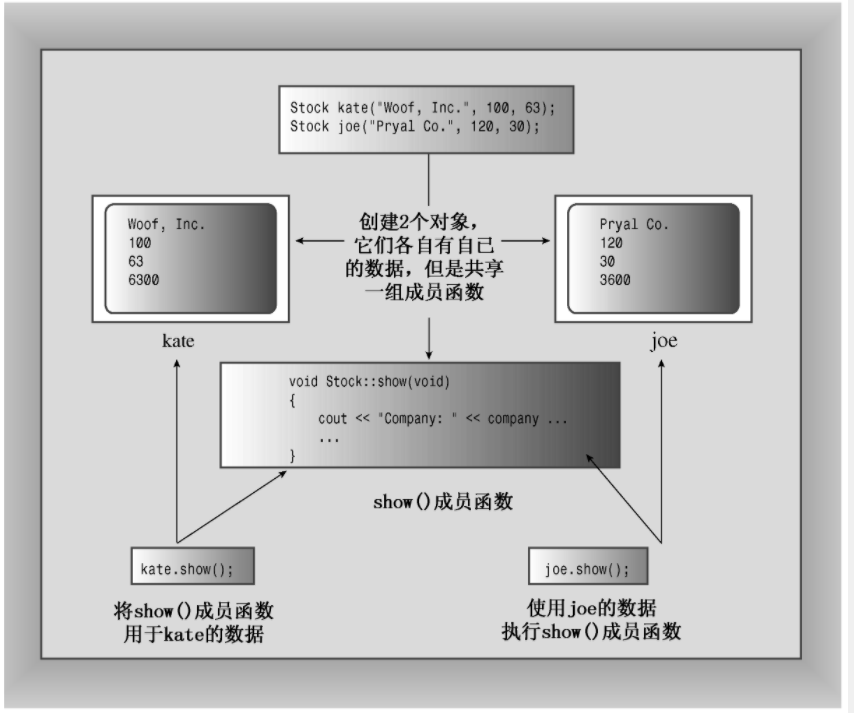 Stock kate("Woof, Inc.", 100, 63);
Stock joe("Pryal Co.", 120, 30);
Woof, Inc.
100
63
6300
kate
创建2个对象，
它们各自有自己
的数据，但是共享
一组成员函数
Pryal Co.
120
30
3600
joe
void Stock::show(void)
{
cout << "Company: " << company ...
...
}
show()成员函数
kate.show();
将show()成员函数
用于kate的数据
joe.show();
使用joe的数据
执行show()成员函数